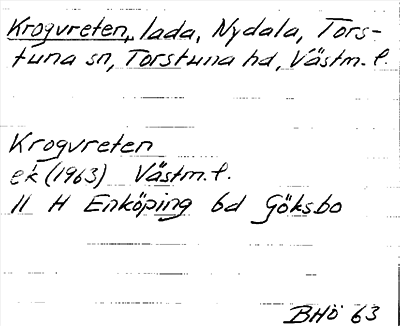 Krogvreten, lada, Nydala, Tors-
tuna sn, Torstuna hd, Västm. l.
Krogvreten
ek (1963) Västm. l.
11 H Enköping 6d Göksbo
BHö 63